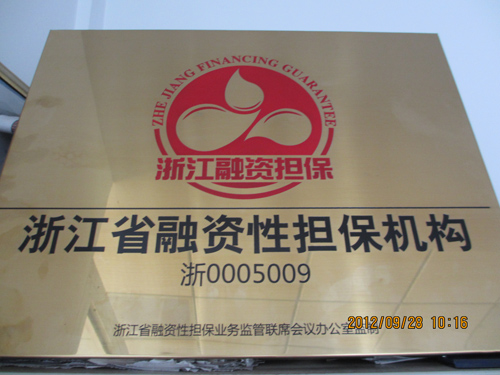 ZHE JIANG FINANCING GUARANTEE
浙江融资担保
浙江省融资性担保机构
浙0005009
浙江省融资性担保业务监管联席会议办公室监制
2012/09/28 10:16